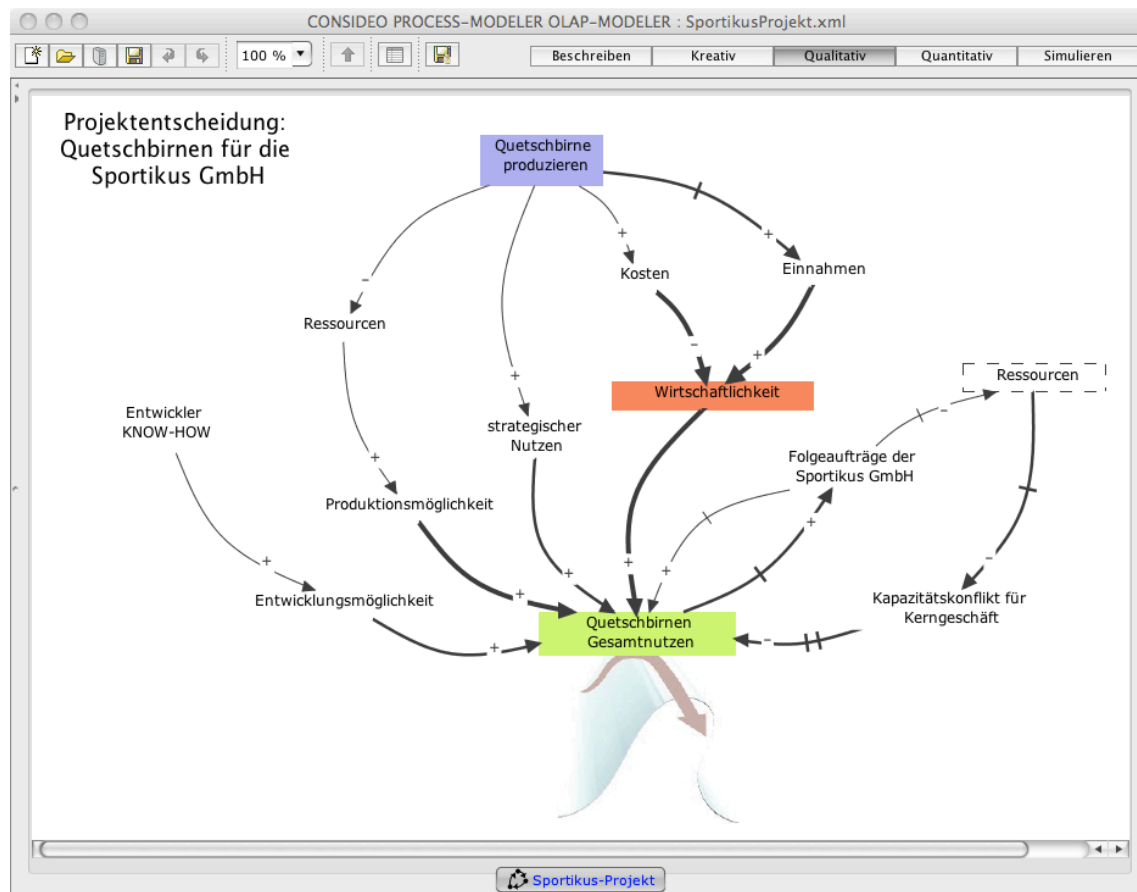 CONSIDEO PROCESS-MODELER OLAP-MODELER : SportikusProjekt.xml
100 %
Beschreiben
Kreativ
Qualitativ
Quantitativ
Simulieren
Projektentscheidung:
Quetschbirnen für die
Sportikus GmbH
Quetschbirne
produzieren
+
+
-
Kosten
Einnahmen
Ressourcen
-
+
Ressourcen
+
Wirtschaftlichkeit
-
Entwickler
KNOW-HOW
strategischer
Nutzen
+
Folgeaufträge der
Sportikus GmbH
Produktionsmöglichkeit
+
+
-
+
+
+
+
Entwicklungsmöglichkeit
+
Kapazitätskonflikt für
Kerngeschäft
Quetschbirnen
Gesamtnutzen
+
-
Sportikus-Projekt